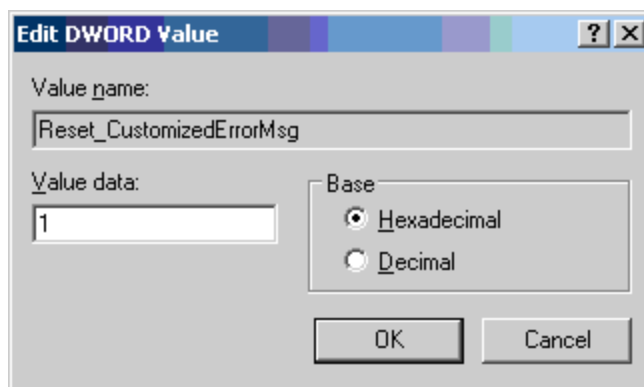 Edit DWORD Value
? X
Value name:
Reset_CustomizedErrorMsg
Value data:
1
Base
Hexadecimal
Decimal
OK
Cancel